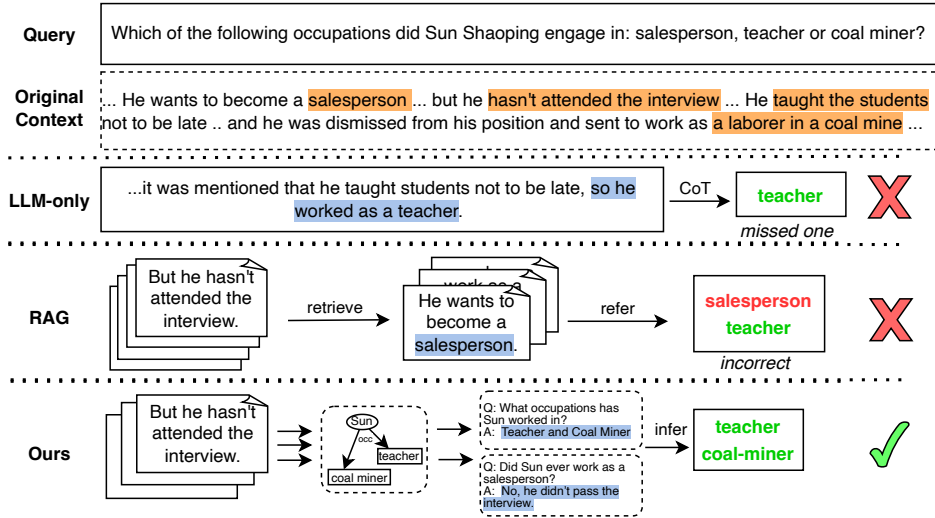 Query
Which of the following occupations did Sun Shaoping engage in: salesperson, teacher or coal miner?
Original
Context
... He wants to become a salesperson ... but he hasn't attended the interview ... He taught the students
not to be late .. and he was dismissed from his position and sent to work as a laborer in a coal mine ...
LLM-only
...it was mentioned that he taught students not to be late, so he
worked as a teacher.
CoT
teacher
missed one
RAG
But he hasn't
attended the
interview.
retrieve
work as a
He wants to
become a
salesperson.
refer
salesperson
teacher
incorrect
Ours
But he hasn't
attended the
interview.
Sun
occ
teacher
coal miner
Q: What occupations has
Sun worked in?
A: Teacher and Coal Miner
Q: Did Sun ever work as a
salesperson?
A: No, he didn't pass the
interview.
infer
teacher
coal-miner